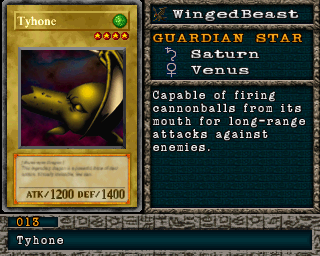 Tyhone
WingedBeast
GUARDIAN STAR
Saturn
Venus
Capable of firing
cannonballs from its
mouth for long-range
attacks against
enemies.
ATK/1200 DEF/1400
013
Tyhone